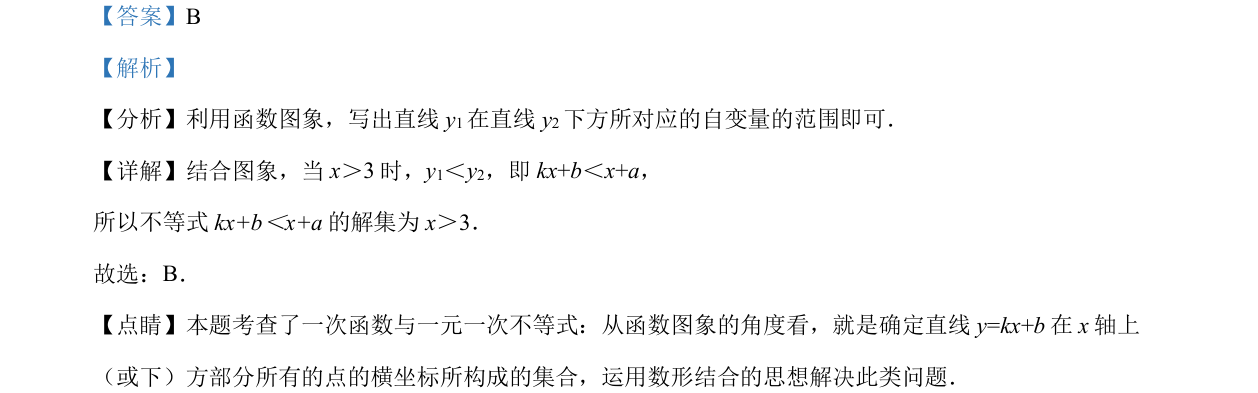 【答案】B
【解析】
【分析】利用函数图象，写出直线 y₁ 在直线 y₂ 下方所对应的自变量的范围即可．
【详解】结合图象，当 x＞3 时，y₁＜y₂，即 kx+b＜x+a，
所以不等式 kx+b＜x+a 的解集为 x＞3．
故选：B．
【点睛】本题考查了一次函数与一元一次不等式：从函数图象的角度看，就是确定直线 y=kx+b 在 x 轴上
（或下）方部分所有的点的横坐标所构成的集合，运用数形结合的思想解决此类问题．